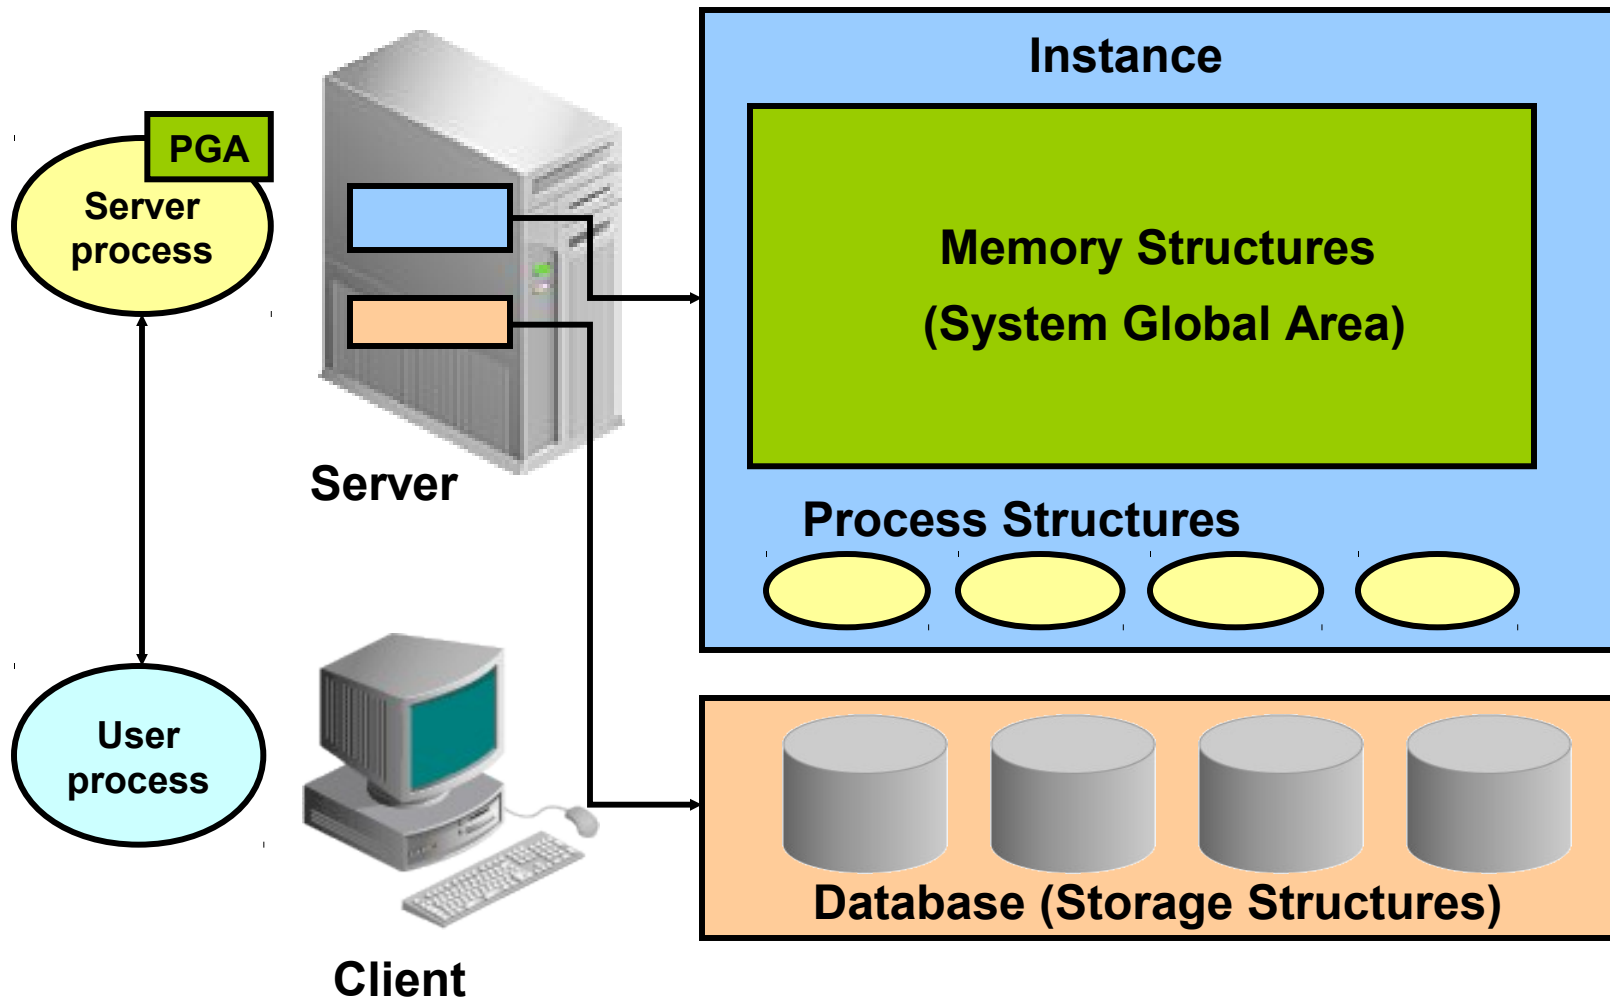 Instance
PGA
Server
process
Memory Structures
(System Global Area)
Server
Process Structures
User
process
Database (Storage Structures)
Client